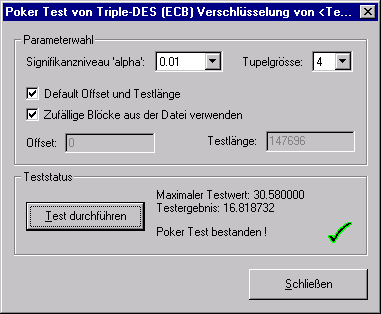 Poker Test von Triple-DES (ECB) Verschlüsselung von <Te...
Parameterwahl
Signifikanzniveau 'alpha': 0.01 Tupelgrösse: 4
Default Offset und Testlänge
Zufällige Blöcke aus der Datei verwenden
Offset: 0 Testlänge: 147696
Teststatus
Maximaler Testwert: 30.580000
Test durchführen Testergebnis: 16.818732
Poker Test bestanden !
Schließen